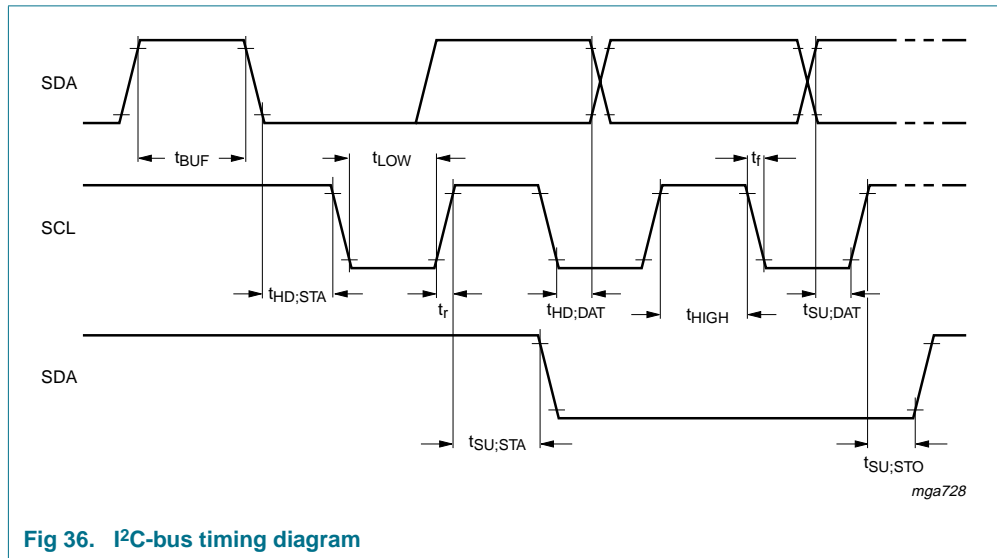 SDA
tBUF
tLOW
tf
SCL
tHD;STA
tr
tHD;DAT
tHIGH
tSU;DAT
SDA
tSU;STA
tSU;STO
mga728
Fig 36. I²C-bus timing diagram